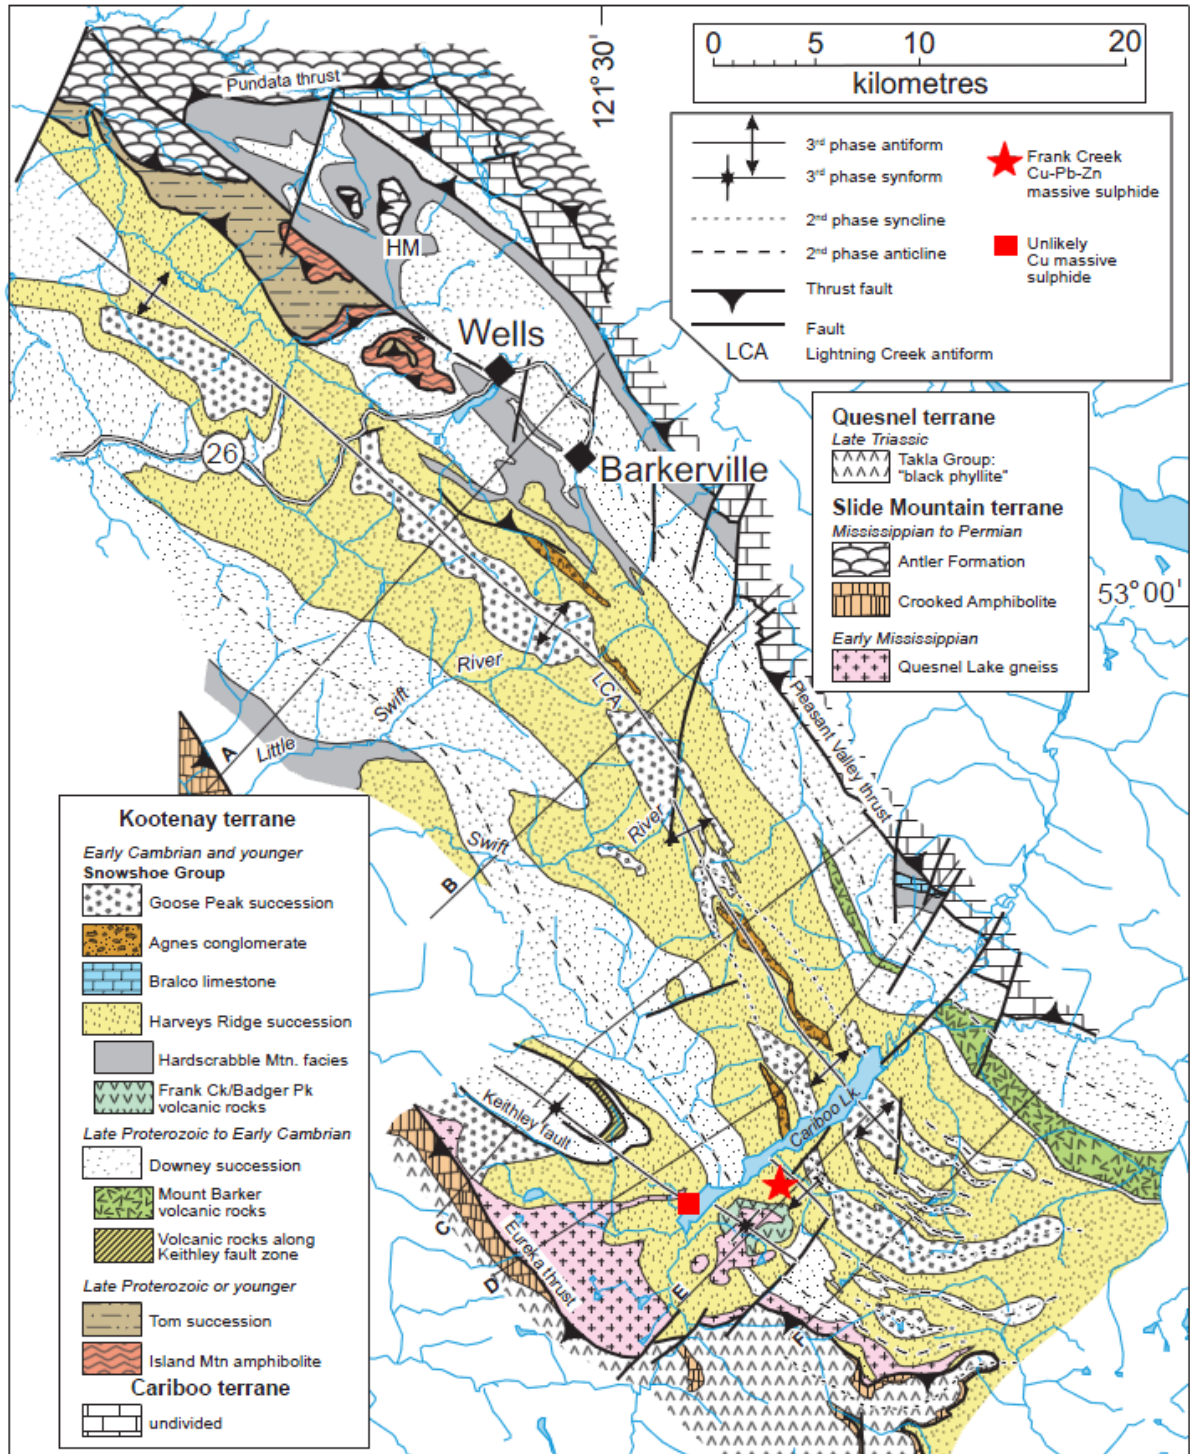 Pundata thrust
121° 30'
0 5 10 20
kilometres
3rd phase antiform
3rd phase synform
2nd phase syncline
2nd phase anticline
Thrust fault
Fault
LCA Lightning Creek antiform
Frank Creek
Cu-Pb-Zn
massive sulphide
Unlikely
Cu massive
sulphide
HM
Wells
26
Barkerville
Quesnel terrane
Late Triassic
Takla Group:
"black phyllite"
Slide Mountain terrane
Mississippian to Permian
Antler Formation
Crooked Amphibolite
Early Mississippian
Quesnel Lake gneiss
53° 00'
River
Swift
Little
LCA
Pleasant Valley thrust
A
River
Swift
B
Kootenay terrane
Early Cambrian and younger
Snowshoe Group
Goose Peak succession
Agnes conglomerate
Bralco limestone
Harveys Ridge succession
Hardscrabble Mtn. facies
Frank Ck/Badger Pk
volcanic rocks
Late Proterozoic to Early Cambrian
Downey succession
Mount Barker
volcanic rocks
Volcanic rocks along
Keithley fault zone
Late Proterozoic or younger
Tom succession
Island Mtn amphibolite
Cariboo terrane
undivided
Keithley fault
Cariboo Lk.
C
Eureka thrust
D
E
F